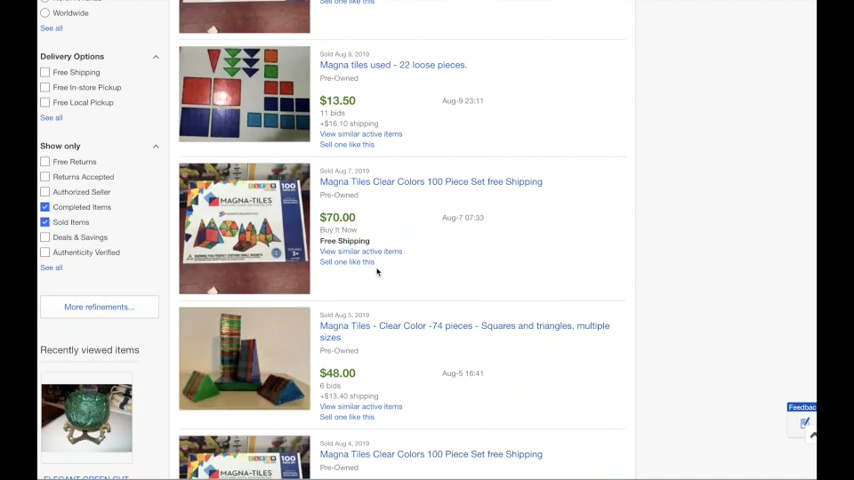 Worldwide
See all
Delivery Options
Free Shipping
Free In-store Pickup
Free Local Pickup
See all
Show only
Free Returns
Returns Accepted
Authorized Seller
Completed Items
Sold Items
Deals & Savings
Authenticity Verified
See all
More refinements...
Recently viewed items
Sell one like this
Sold Aug 9, 2019
Magna tiles used - 22 loose pieces.
Pre-Owned
$13.50
Aug-9 23:11
11 bids
+$16.10 shipping
View similar active items
Sell one like this
Sold Aug 7, 2019
Magna Tiles Clear Colors 100 Piece Set free Shipping
Pre-Owned
$70.00
Aug-7 07:33
Buy It Now
Free Shipping
View similar active items
Sell one like this
MAGNA-TILES
100
Sold Aug 5, 2019
Magna Tiles - Clear Color -74 pieces - Squares and triangles, multiple
sizes
Pre-Owned
$48.00
Aug-5 16:41
6 bids
+$13.40 shipping
View similar active items
Sell one like this
Sold Aug 4, 2019
Magna Tiles Clear Colors 100 Piece Set free Shipping
Pre-Owned
MAGNA-TILES
100
Feedbac